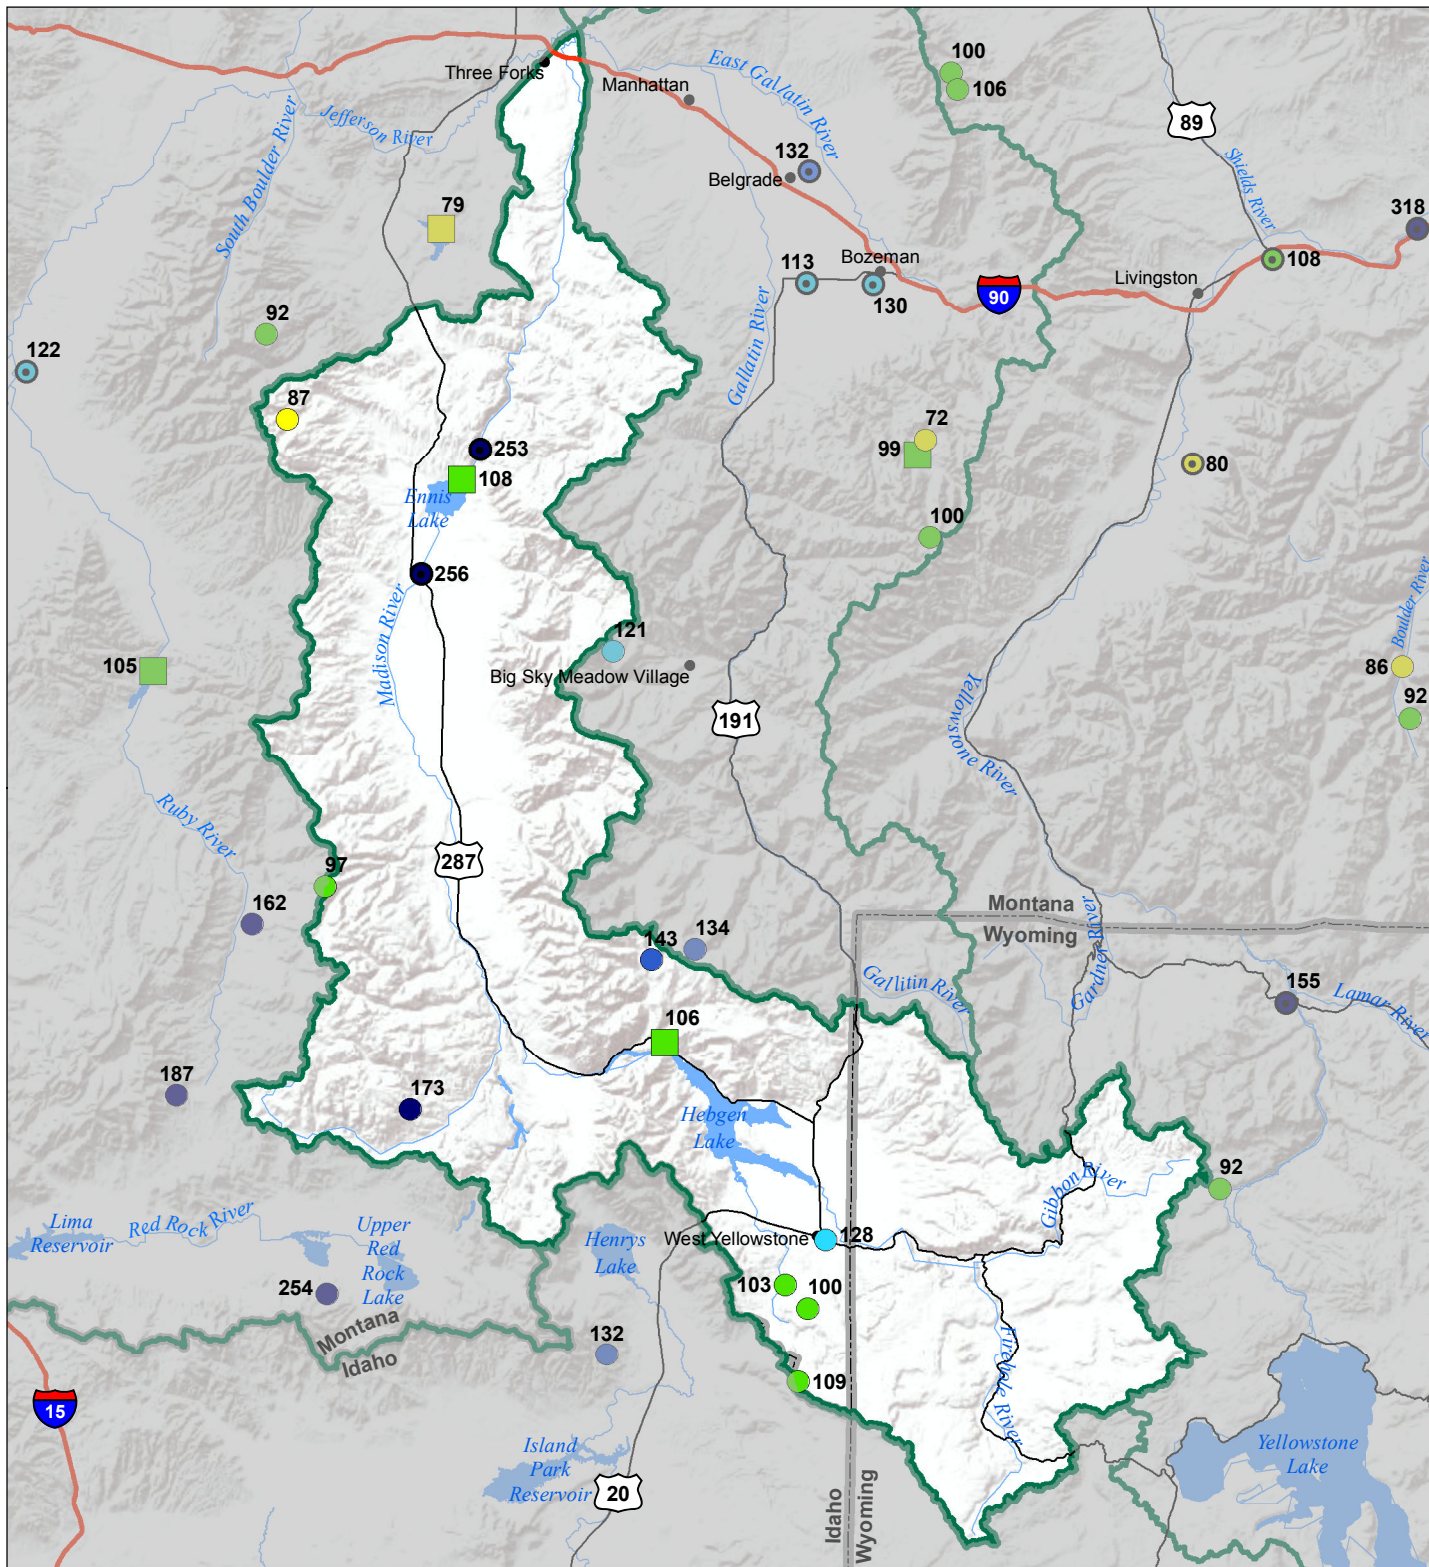 100
106
Three Forks
Manhattan
East Gallatin River
89
Jefferson River
South Boulder River
132
Belgrade
Shields River
79
318
113
Bozeman
130
108
Livingston
90
Gallatin River
92
122
87
72
99
253
108
Ennis
Lake
80
100
256
Madison River
121
Big Sky Meadow Village
105
Boulder River
86
92
191
Yellowstone River
Ruby River
287
97
162
Montana
Wyoming
143
134
Gallitin River
Gardner River
155
Lamar River
106
187
173
Hebgen
Lake
92
Gibbon River
Lima
Reservoir
Red Rock River
Upper
Red
Rock
Lake
Henrys
Lake
West Yellowstone
128
254
103
100
Montana
Idaho
132
109
Firehole River
15
Island
Park
Reservoir
20
Idaho
Wyoming
Yellowstone
Lake